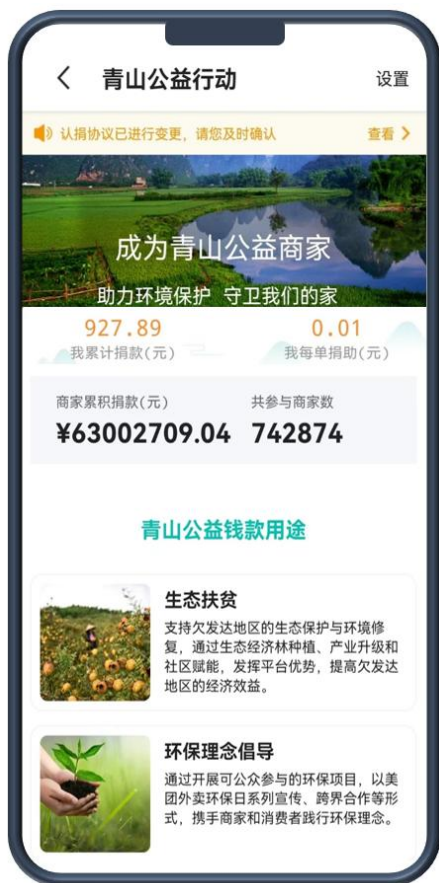 青山公益行动
设置
认捐协议已进行变更，请您及时确认
查看
成为青山公益商家
助力环境保护 守卫我们的家
927.89
0.01
我累计捐款(元)
我每单捐助(元)
商家累积捐款(元)
共参与商家数
¥63002709.04
742874
青山公益钱款用途
生态扶贫
支持欠发达地区的生态保护与环境修
复，通过生态经济林种植、产业升级和
社区赋能，发挥平台优势，提高欠发达
地区的经济效益。
环保理念倡导
通过开展可公众参与的环保项目，以美
团外卖环保日系列宣传、跨界合作等形
式，携手商家和消费者践行环保理念。